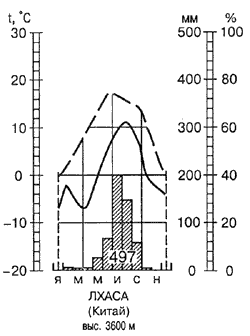 t, °C мм %
30 500 100
20 400 80
10 300 60
0 200 40
-10 100 20
-20 0 0
497
Я М М И С Н
ЛХАСА
(Китай)
выс. 3600 м